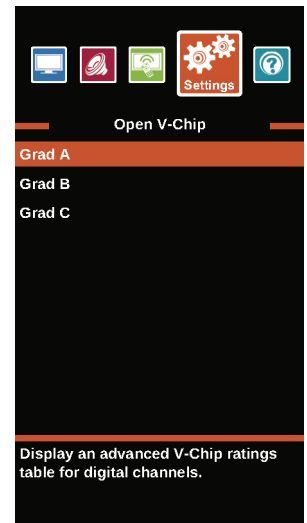 Settings
Open V-Chip
Grad A
Grad B
Grad C
Display an advanced V-Chip ratings
table for digital channels.